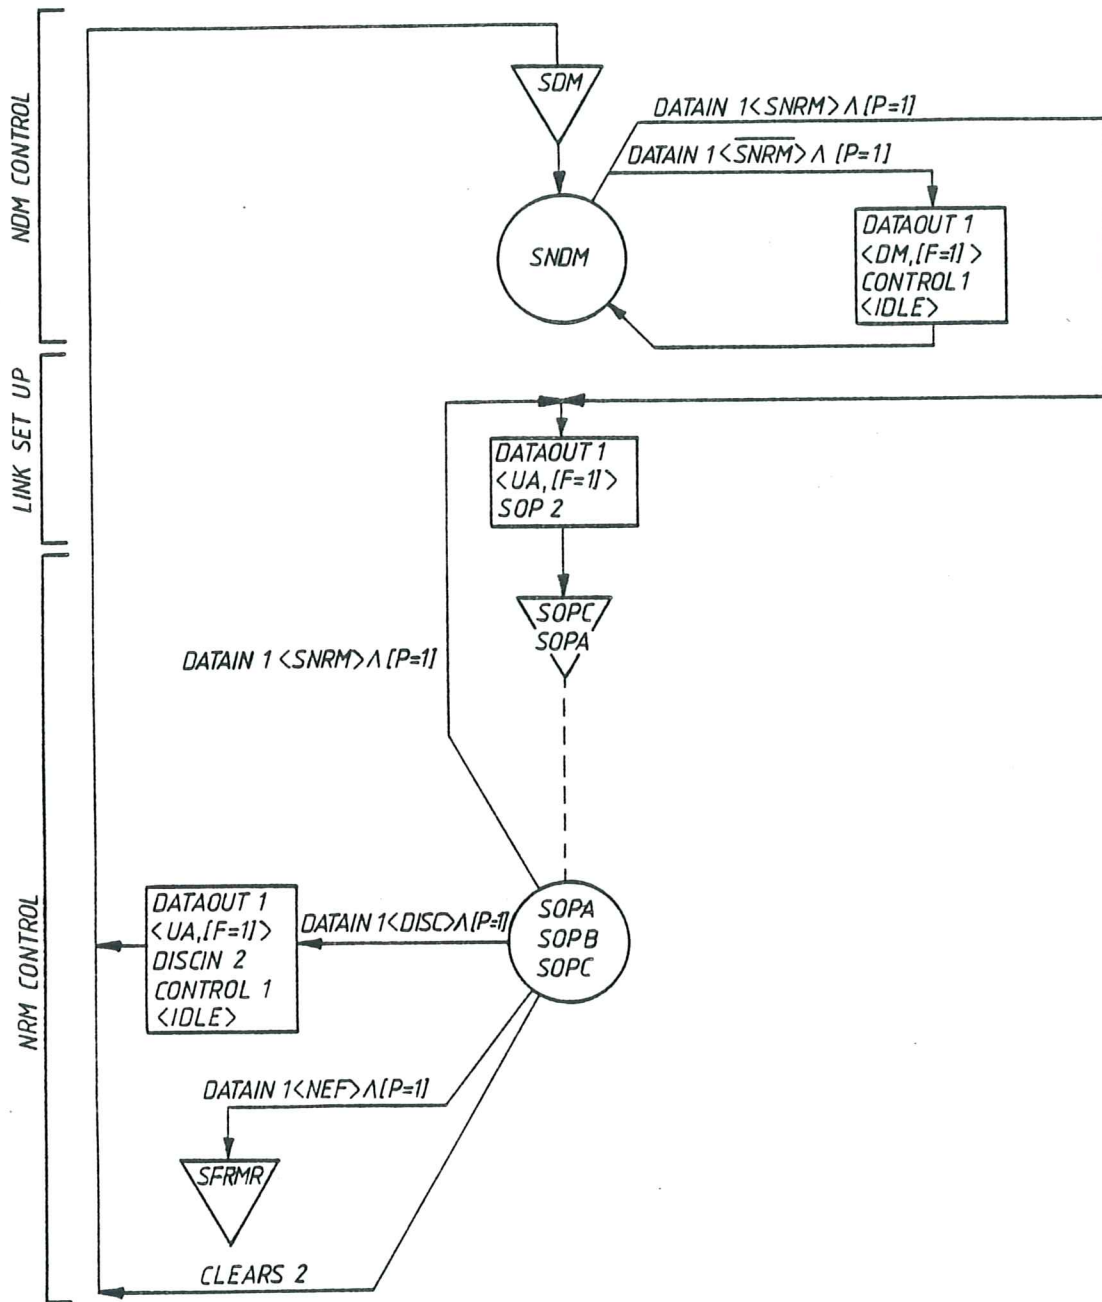 NDM CONTROL
SDM
DATAIN 1<SNRM>Λ[P=1]
DATAIN 1<S̅N̅R̅M̅>Λ[P=1]
SNDM
DATAOUT 1
<DM,[F=1]>
CONTROL 1
<IDLE>
LINK SET UP
DATAOUT 1
<UA,[F=1]>
SOP 2
SOPC
SOPA
DATAIN 1<SNRM>Λ[P=1]
NRM CONTROL
DATAOUT 1
<UA,[F=1]>
DISCIN 2
CONTROL 1
<IDLE>
DATAIN 1<DISC>Λ[P=1]
SOPA
SOPB
SOPC
DATAIN 1<NEF>Λ[P=1]
SFRMR
CLEARS 2